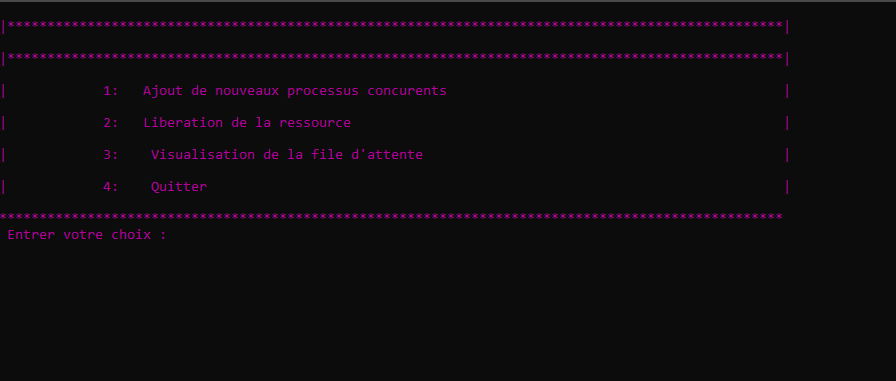 |*************************************************************************************************|
|*************************************************************************************************|
| 1: Ajout de nouveaux processus concurents |
| 2: Liberation de la ressource |
| 3: Visualisation de la file d'attente |
| 4: Quitter |
**************************************************************************************************
Entrer votre choix :